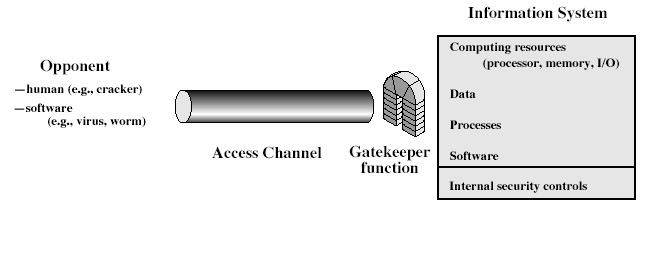 Information System
Opponent
—human (e.g., cracker)
—software
(e.g., virus, worm)
Access Channel
Gatekeeper
function
Computing resources
(processor, memory, I/O)
Data
Processes
Software
Internal security controls